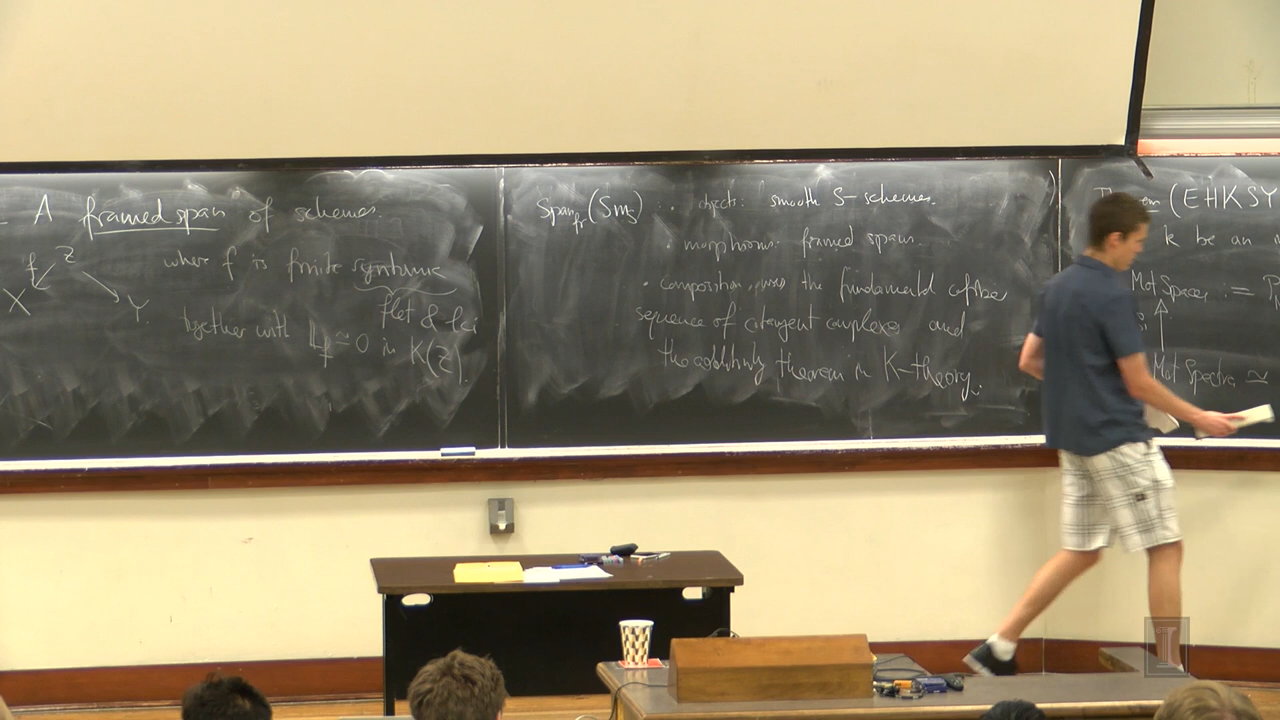 A framed span of schemes.
f Z
X Y
where f is finite syntomic
flat & lci
together with 𝕃_f ≃ 0 in K(Z).
Span_fr(Sm_S): • objects: smooth S-schemes.
• morphisms: framed spans.
• composition uses the fundamental cofiber
sequence of cotangent complexes and
the additivity theorem in K-theory.
(EHKSY
k be an
Mot Spaces :=
Mot Spectra ≃